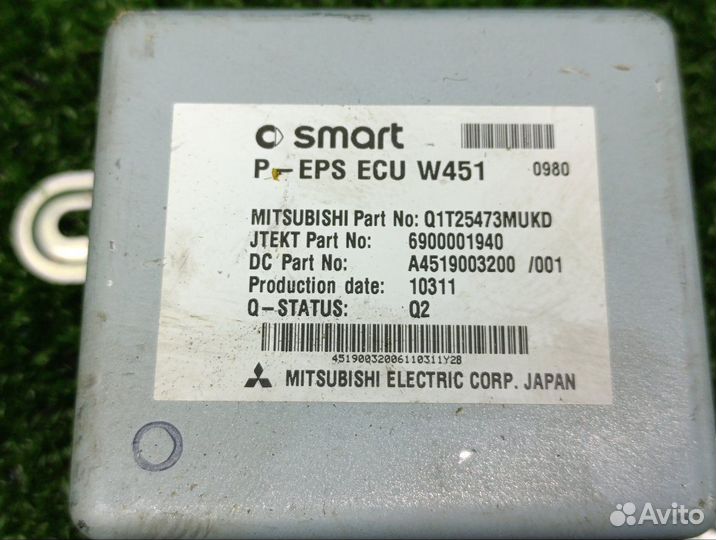 smart
P-EPS ECU W451 0980
MITSUBISHI Part No: Q1T25473MUKD
JTEKT Part No: 6900001940
DC Part No: A4519003200 /001
Production date: 10311
Q-STATUS: Q2
45190032006110311Y2B
MITSUBISHI ELECTRIC CORP. JAPAN
Avito